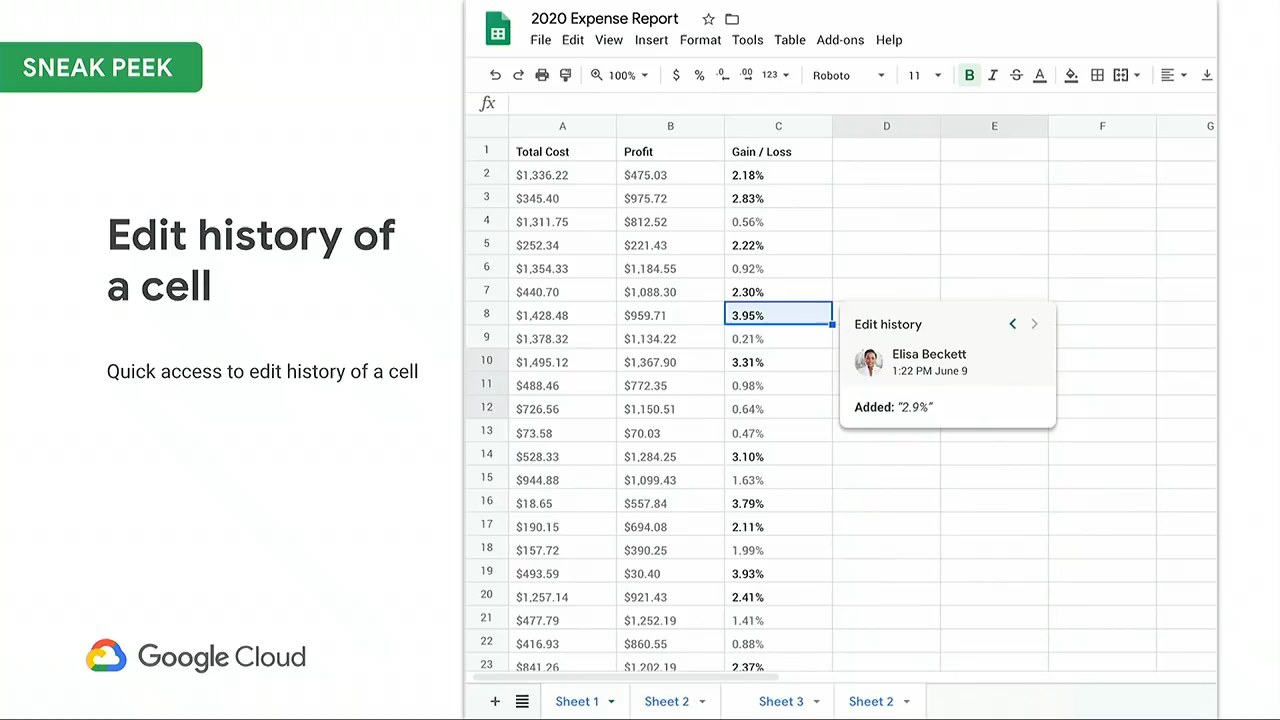 SNEAK PEEK
Edit history of
a cell
Quick access to edit history of a cell
Google Cloud
2020 Expense Report
File Edit View Insert Format Tools Table Add-ons Help
100% $ % .0 .00 123 Roboto 11 B I S A
fx
A B C D E F G
1 Total Cost Profit Gain / Loss
2 $1,336.22 $475.03 2.18%
3 $345.40 $975.72 2.83%
4 $1,311.75 $812.52 0.56%
5 $252.34 $221.43 2.22%
6 $1,354.33 $1,184.55 0.92%
7 $440.70 $1,088.30 2.30%
8 $1,428.48 $959.71 3.95%
9 $1,378.32 $1,134.22 0.21%
10 $1,495.12 $1,367.90 3.31%
11 $488.46 $772.35 0.98%
12 $726.56 $1,150.51 0.64%
13 $73.58 $70.03 0.47%
14 $528.33 $1,284.25 3.10%
15 $944.88 $1,099.43 1.63%
16 $18.65 $557.84 3.79%
17 $190.15 $694.08 2.11%
18 $157.72 $390.25 1.99%
19 $493.59 $30.40 3.93%
20 $1,257.14 $921.43 2.41%
21 $477.79 $1,252.19 1.41%
22 $416.93 $860.55 0.88%
23 $841.26 $1,202.19 2.37%
Edit history
Elisa Beckett
1:22 PM June 9
Added: “2.9%”
Sheet 1 Sheet 2 Sheet 3 Sheet 2